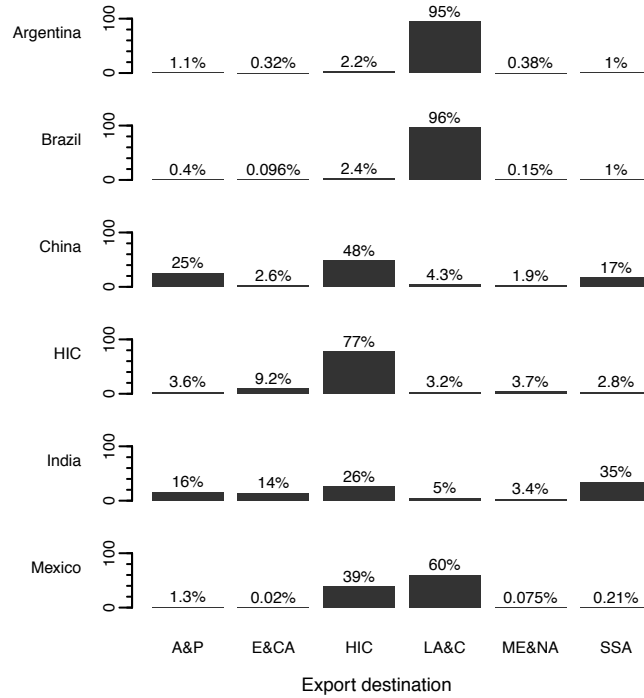 Argentina
0 100
1.1% 0.32% 2.2% 95% 0.38% 1%
Brazil
0 100
0.4% 0.096% 2.4% 96% 0.15% 1%
China
0 100
25% 2.6% 48% 4.3% 1.9% 17%
HIC
0 100
3.6% 9.2% 77% 3.2% 3.7% 2.8%
India
0 100
16% 14% 26% 5% 3.4% 35%
Mexico
0 100
1.3% 0.02% 39% 60% 0.075% 0.21%
A&P E&CA HIC LA&C ME&NA SSA
Export destination